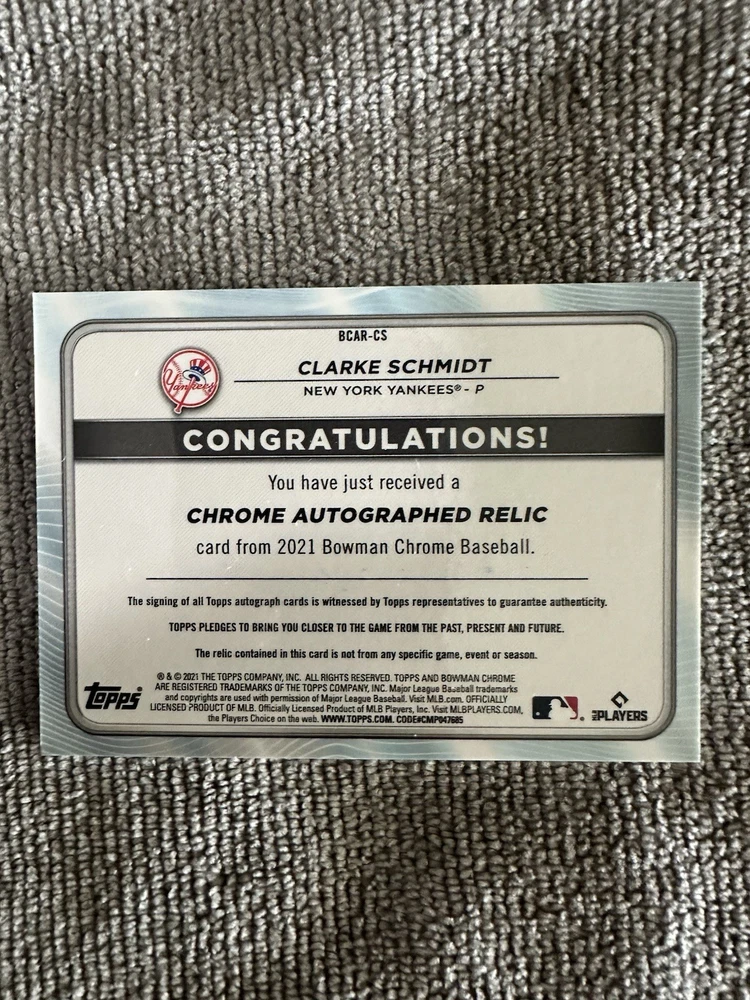 BCAR-CS
Yankees
CLARKE SCHMIDT
NEW YORK YANKEES® - P
CONGRATULATIONS!
You have just received a
CHROME AUTOGRAPHED RELIC
card from 2021 Bowman Chrome Baseball.
The signing of all Topps autograph cards is witnessed by Topps representatives to guarantee authenticity.
TOPPS PLEDGES TO BRING YOU CLOSER TO THE GAME FROM THE PAST, PRESENT AND FUTURE.
The relic contained in this card is not from any specific game, event or season.
® & © 2021 THE TOPPS COMPANY, INC. ALL RIGHTS RESERVED. TOPPS AND BOWMAN CHROME
ARE REGISTERED TRADEMARKS OF THE TOPPS COMPANY, INC. Major League Baseball trademarks
and copyrights are used with permission of Major League Baseball. Visit MLB.com. OFFICIALLY
LICENSED PRODUCT OF MLB. Officially Licensed Product of MLB Players, Inc. Visit MLBPLAYERS.COM,
the Players Choice on the web. WWW.TOPPS.COM. CODE#CMP047685
topps®
MLB PLAYERS